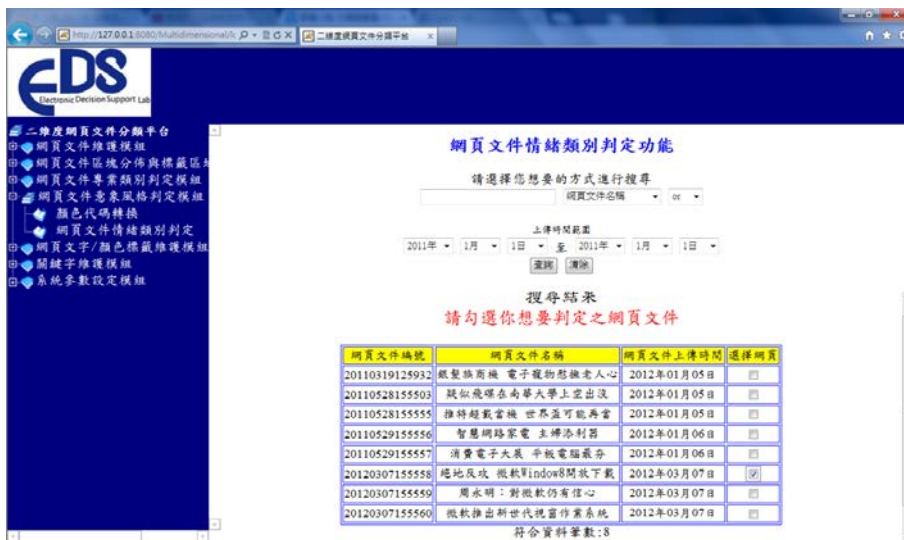 http://127.0.0.1:8080/Multidimensional/k
二維度網頁文件分類平台
EDS
Electronic Decision Support Lab
二維度網頁文件分類平台
網頁文件維護模組
網頁文件區塊分佈與標籤區
網頁文件專業類別判定模組
網頁文件意象風格判定模組
顏色代碼轉換
網頁文件情緒類別判定
網頁文字/顏色標籤維護模組
關鍵字維護模組
系統參數設定模組
網頁文件情緒類別判定功能
請選擇您想要的方式進行搜尋
網頁文件名稱 or
上傳時間範圍
2011年 1月 1日 至 2011年 1月 1日
查詢 清除
搜尋結果
請勾選你想要判定之網頁文件
網頁文件編號 網頁文件名稱 網頁文件上傳時間 選擇網頁
20110319125932 銀髮族商機 電子寵物慰撫老人心 2012年01月05日
20110528155503 疑似飛碟在南華大學上空出沒 2012年01月05日
20110528155555 推特超載當機 世界盃可能再當 2012年01月05日
20110529155556 智慧網路家電 主婦添利器 2012年01月06日
20110529155557 消費電子大展 平板電腦最夯 2012年01月06日
20120307155558 絕地反攻 微軟Window8開放下載 2012年03月07日
20120307155559 周永明：對微軟仍有信心 2012年03月07日
20120307155560 微軟推出新世代視窗作業系統 2012年03月07日
符合資料筆數:8